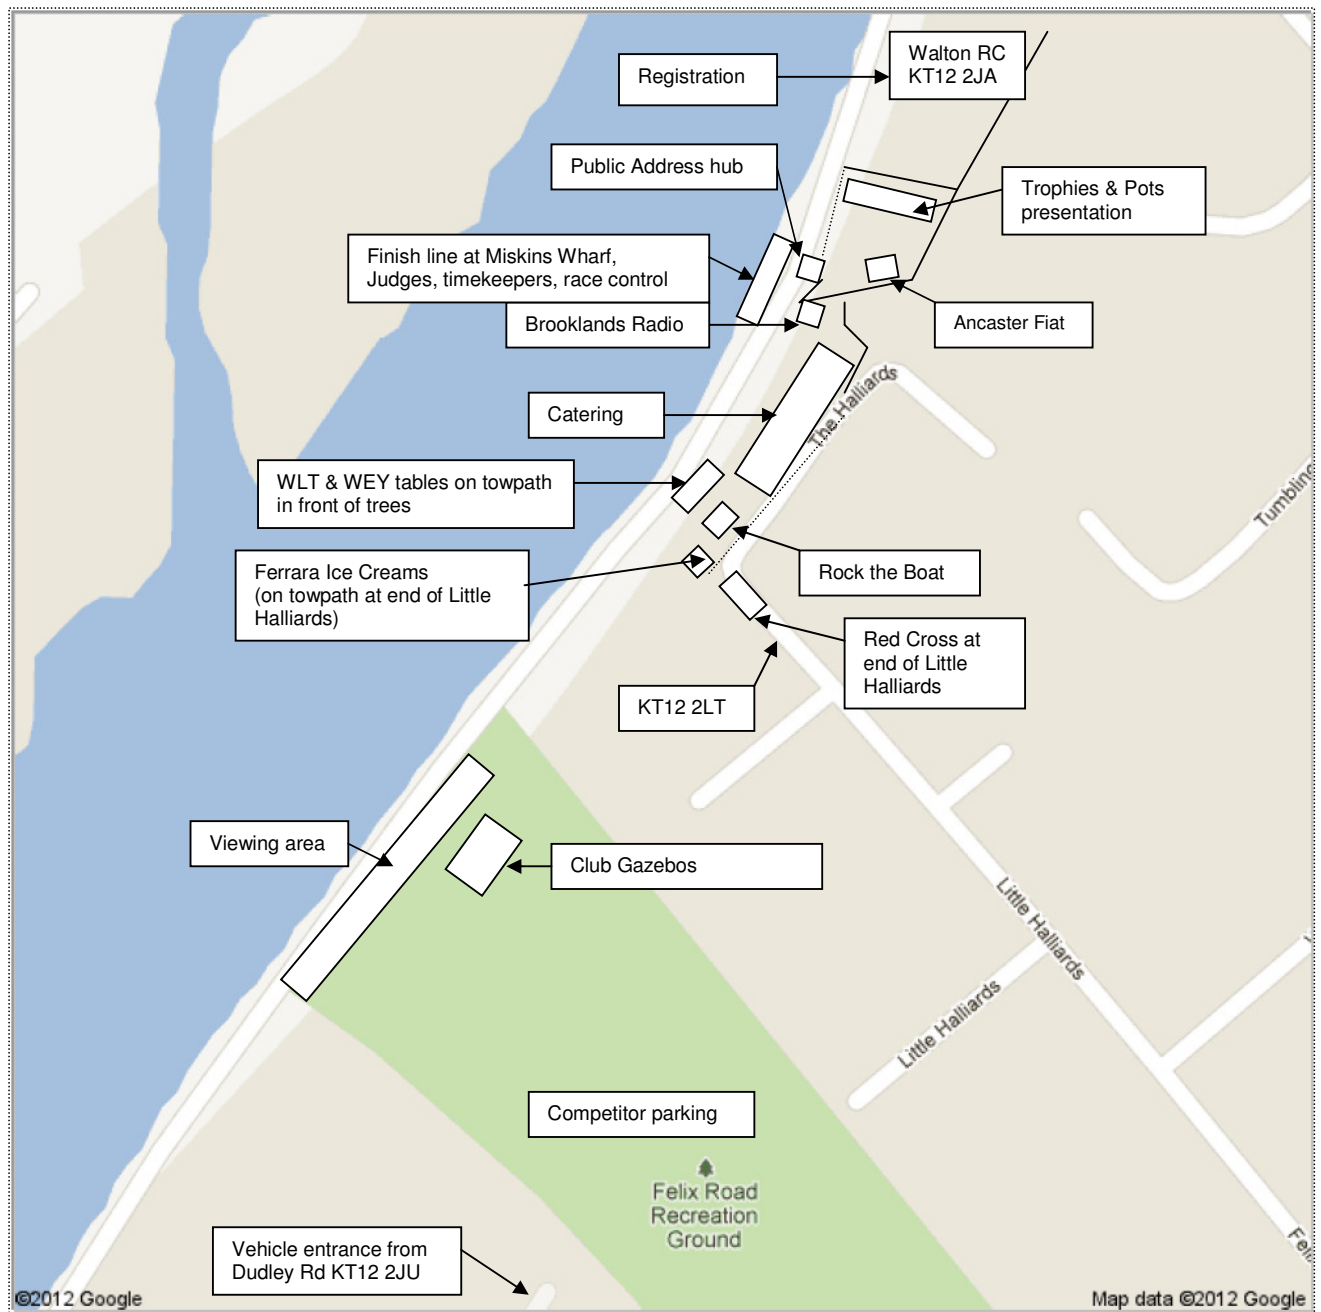 Walton RC
KT12 2JA
Registration
Public Address hub
Trophies & Pots
presentation
Finish line at Miskins Wharf,
Judges, timekeepers, race control
Brooklands Radio
Ancaster Fiat
The Halliards
Catering
WLT & WEY tables on towpath
in front of trees
Tumbling
Ferrara Ice Creams
(on towpath at end of Little
Halliards)
Rock the Boat
Red Cross at
end of Little
Halliards
KT12 2LT
Viewing area
Club Gazebos
Little Halliards
Little Halliards
Competitor parking
Felix Road
Recreation
Ground
Vehicle entrance from
Dudley Rd KT12 2JU
©2012 Google
Map data ©2012 Google